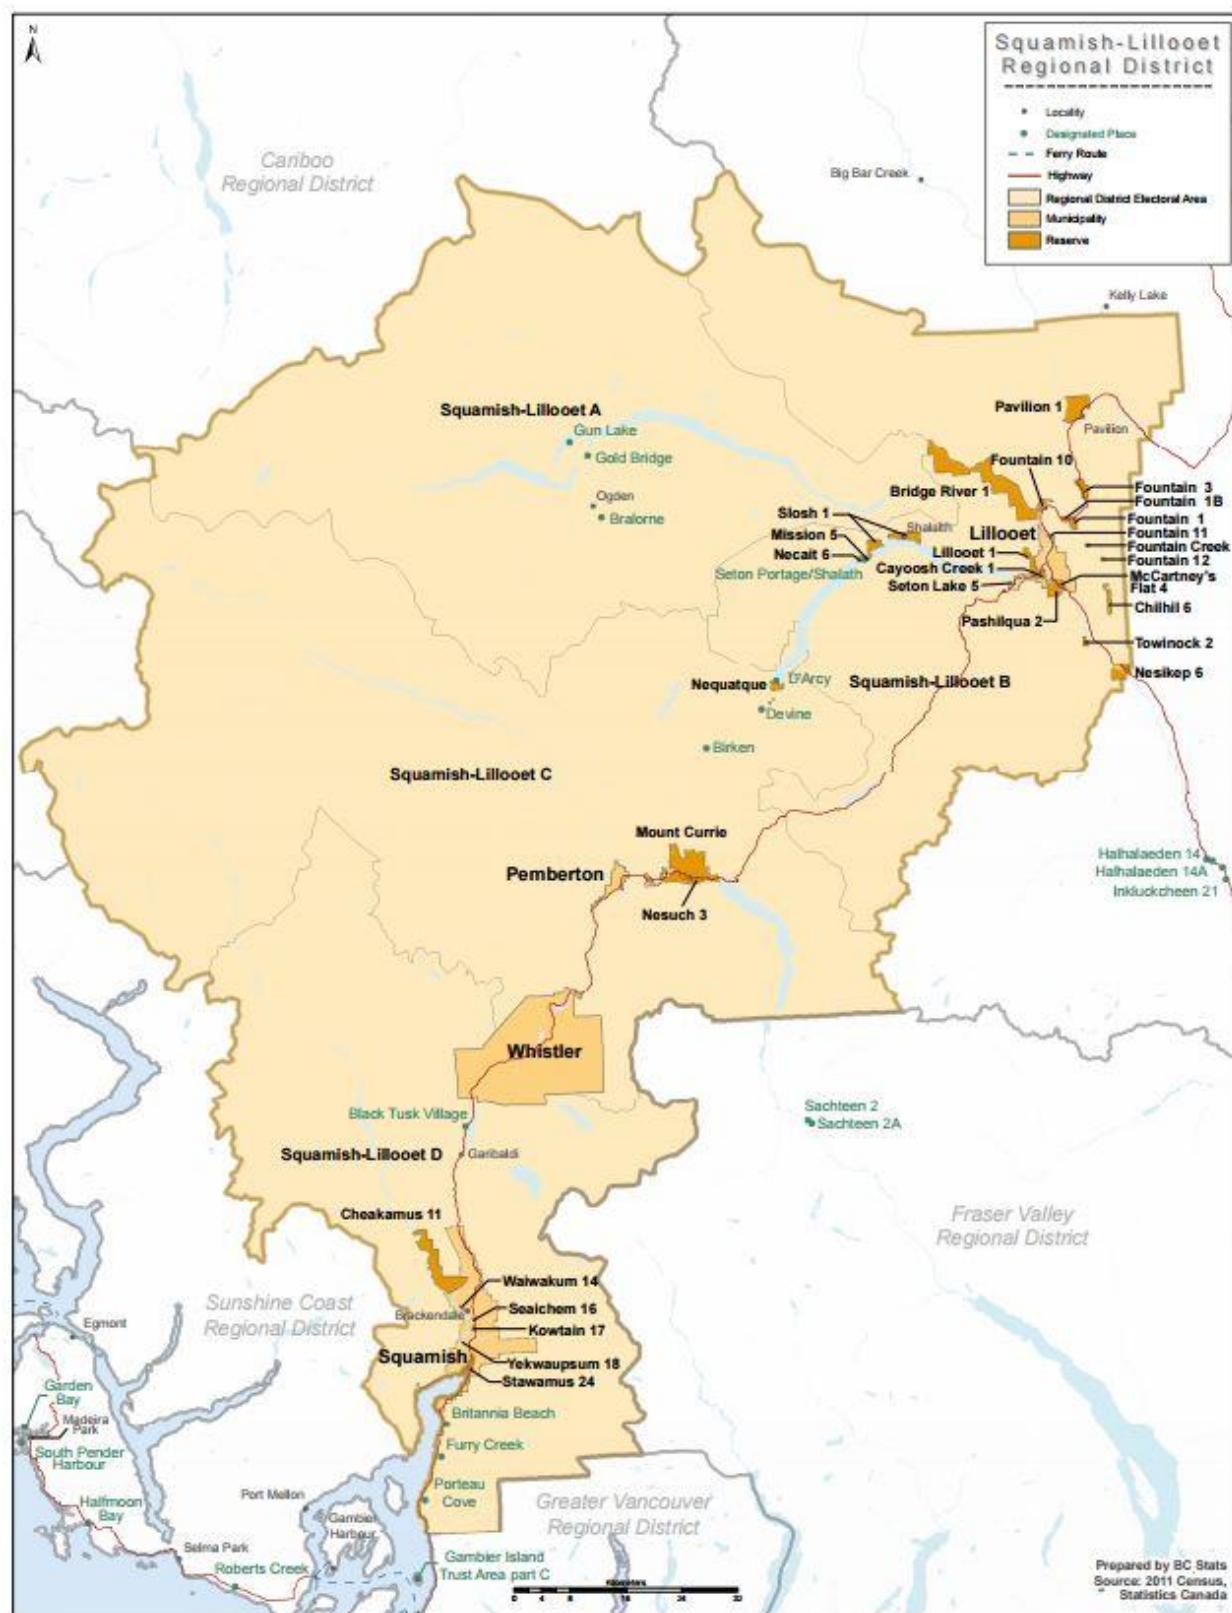 N
Squamish-Lillooet
Regional District
Locality
Designated Place
Ferry Route
Highway
Regional District Electoral Area
Municipality
Reserve
Cariboo
Regional District
Big Bar Creek
Kelly Lake
Squamish-Lillooet A
Gun Lake
Gold Bridge
Ogden
Bralorne
Pavilion 1
Pavilion
Fountain 10
Bridge River 1
Fountain 3
Fountain 1B
Fountain 1
Fountain 11
Fountain Creek
Fountain 12
McCartney's
Flat 4
Chilhil 6
Slosh 1
Shalalth
Mission 5
Necait 6
Seton Portage/Shalath
Lillooet
Lillooet 1
Cayoosh Creek 1
Seton Lake 5
Pashilqua 2
Towinock 2
Nesikep 6
Nequatque
D'Arcy
Squamish-Lillooet B
Devine
Birken
Squamish-Lillooet C
Mount Currie
Pemberton
Nesuch 3
Halhalaeden 14
Halhalaeden 14A
Inkluckcheen 21
Whistler
Black Tusk Village
Sachteen 2
Sachteen 2A
Squamish-Lillooet D
Garibaldi
Cheakamus 11
Fraser Valley
Regional District
Waiwakum 14
Brackendale
Seaichem 16
Kowtain 17
Squamish
Yekwaupsum 18
Stawamus 24
Sunshine Coast
Regional District
Egmont
Garden
Bay
Madeira
Park
South Pender
Harbour
Britannia Beach
Furry Creek
Porteau
Cove
Halfmoon
Bay
Port Mellon
Gambier
Harbour
Selma Park
Roberts Creek
Greater Vancouver
Regional District
Gambier Island
Trust Area part C
Kilometers
0 4 8 16 24 32
Prepared by BC Stats
Source: 2011 Census,
Statistics Canada